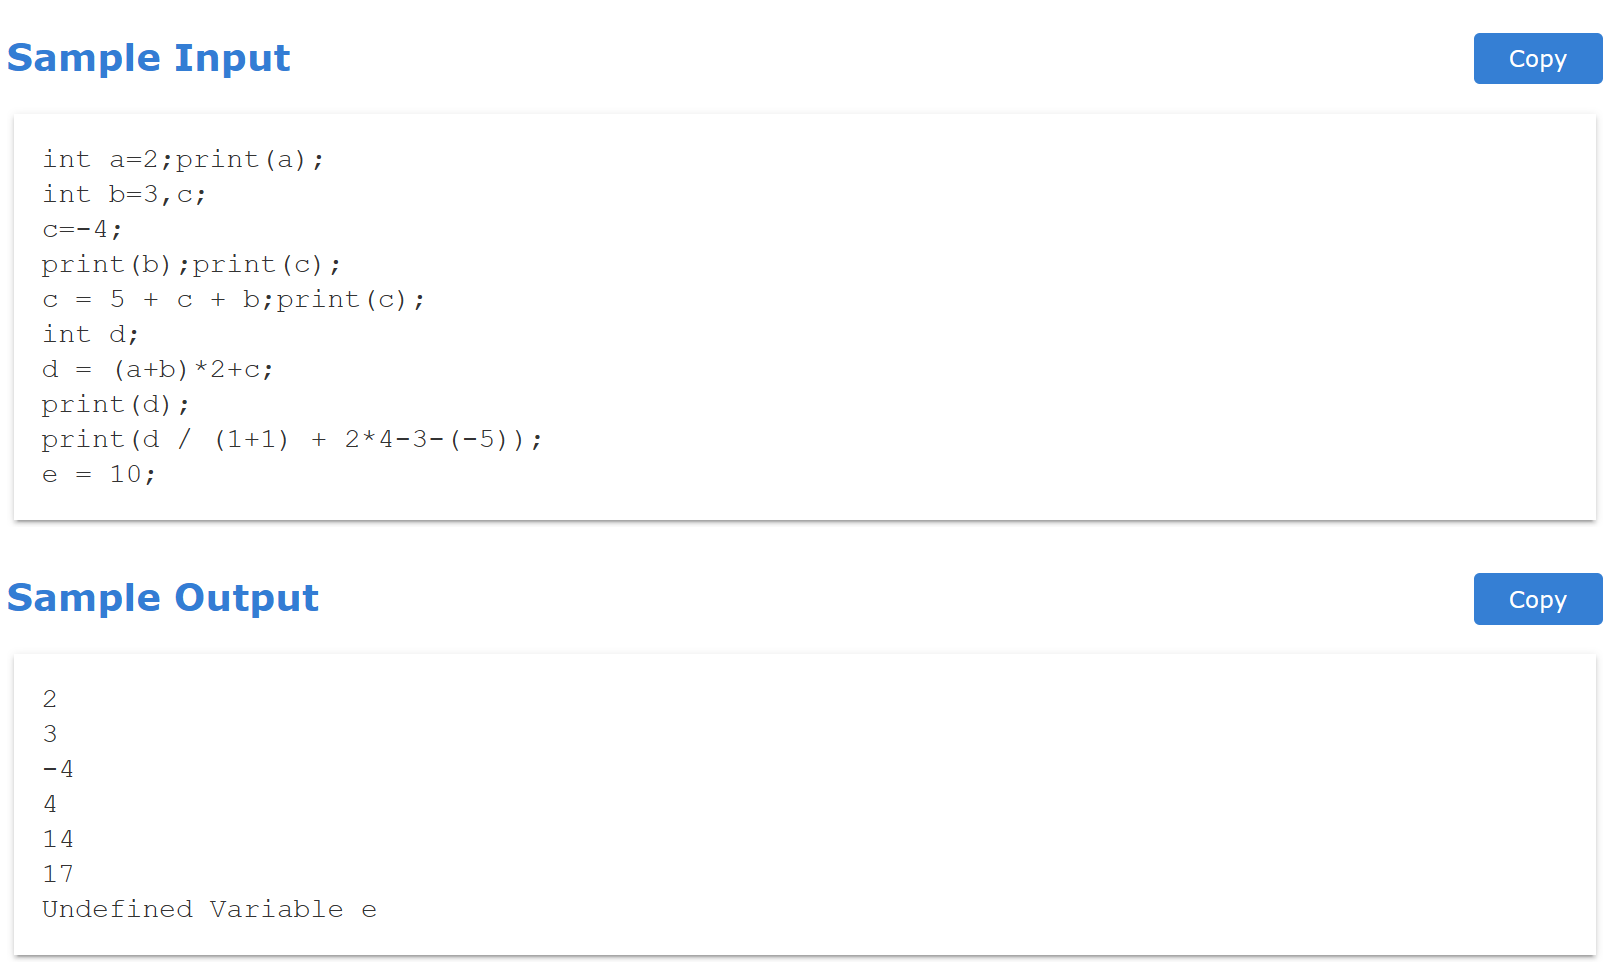 Sample Input
Copy
int a=2;print(a);
int b=3,c;
c=-4;
print(b);print(c);
c = 5 + c + b;print(c);
int d;
d = (a+b)*2+c;
print(d);
print(d / (1+1) + 2*4-3-(-5));
e = 10;
Sample Output
Copy
2
3
-4
4
14
17
Undefined Variable e